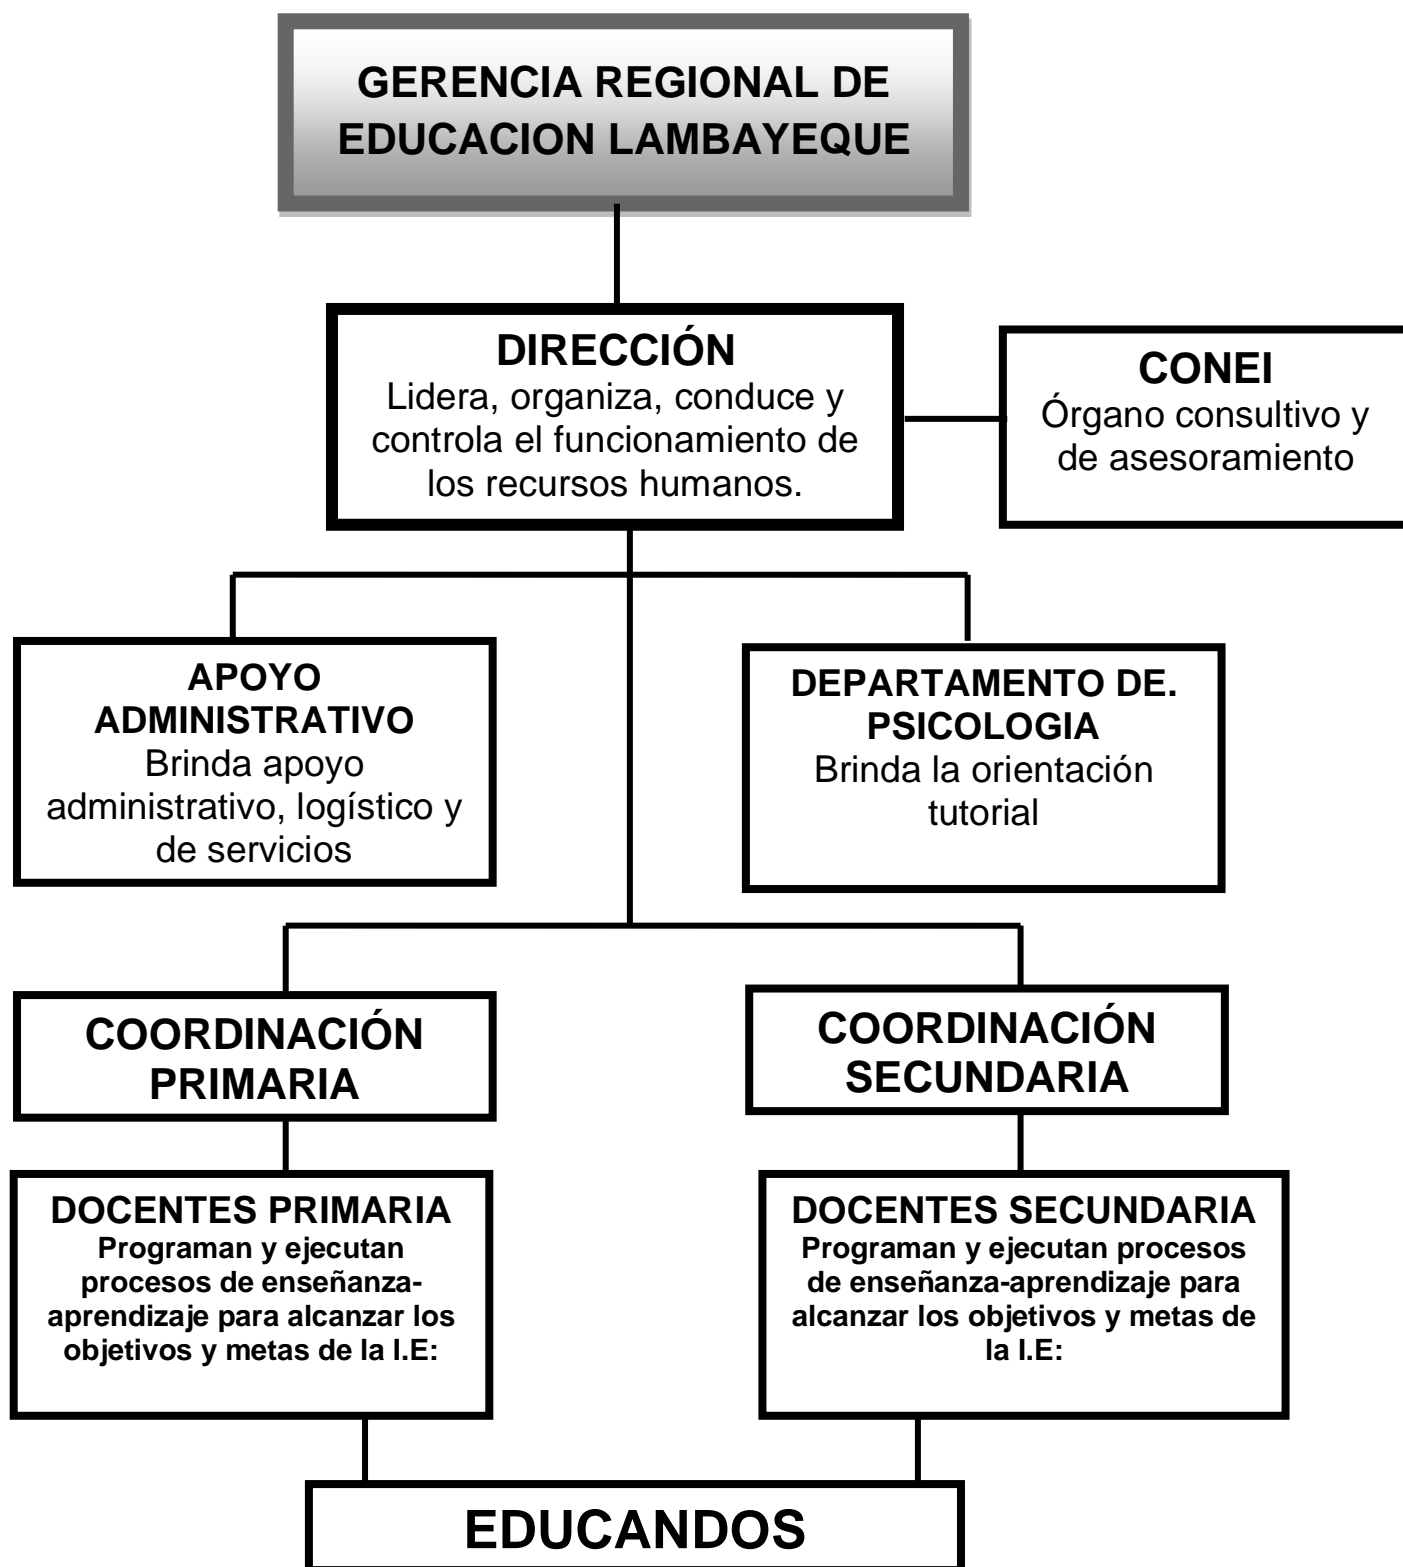 GERENCIA REGIONAL DE
EDUCACION LAMBAYEQUE
DIRECCIÓN
Lidera, organiza, conduce y
controla el funcionamiento de
los recursos humanos.
CONEI
Órgano consultivo y
de asesoramiento
APOYO
ADMINISTRATIVO
Brinda apoyo
administrativo, logístico y
de servicios
DEPARTAMENTO DE.
PSICOLOGIA
Brinda la orientación
tutorial
COORDINACIÓN
PRIMARIA
COORDINACIÓN
SECUNDARIA
DOCENTES PRIMARIA
Programan y ejecutan
procesos de enseñanza-
aprendizaje para alcanzar los
objetivos y metas de la I.E:
DOCENTES SECUNDARIA
Programan y ejecutan procesos
de enseñanza-aprendizaje para
alcanzar los objetivos y metas de
la I.E:
EDUCANDOS